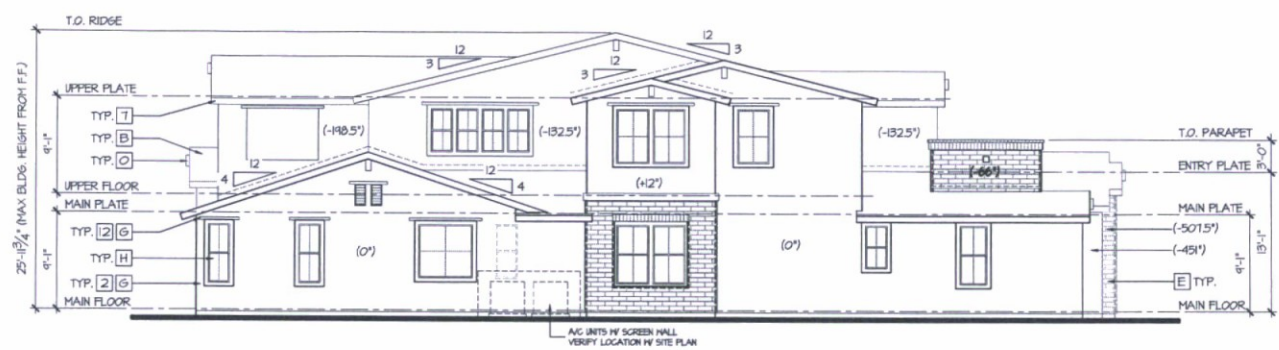 T.O. RIDGE
12
3
12
3
12
3
UPPER PLATE
TYP. 7
TYP. B
TYP. O
(-198.5")
(-132.5")
(-132.5")
T.O. PARAPET
9'-1"
25'-11 3/4" (MAX BLDG. HEIGHT FROM F.F.)
12
4
12
4
(+12")
(-66")
ENTRY PLATE
3'-0"
UPPER FLOOR
MAIN PLATE
MAIN PLATE
TYP. 12 G
TYP. H
TYP. 2 G
(0")
(0")
(-507.5")
(-451")
E TYP.
9'-1"
9'-1"
13'-1"
MAIN FLOOR
MAIN FLOOR
A/C UNITS W/ SCREEN WALL
VERIFY LOCATION W/ SITE PLAN